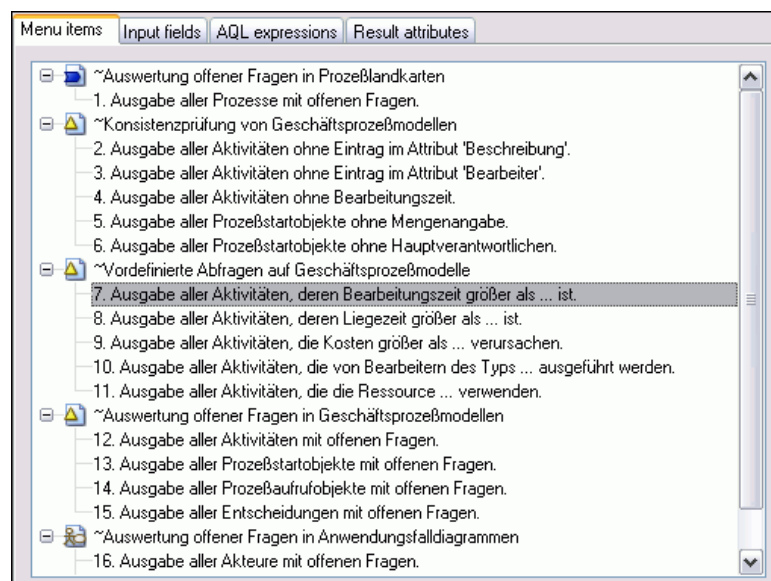 Menu items Input fields AQL expressions Result attributes
~Auswertung offener Fragen in Prozeßlandkarten
1. Ausgabe aller Prozesse mit offenen Fragen.
~Konsistenzprüfung von Geschäftsprozeßmodellen
2. Ausgabe aller Aktivitäten ohne Eintrag im Attribut 'Beschreibung'.
3. Ausgabe aller Aktivitäten ohne Eintrag im Attribut 'Bearbeiter'.
4. Ausgabe aller Aktivitäten ohne Bearbeitungszeit.
5. Ausgabe aller Prozeßstartobjekte ohne Mengenangabe.
6. Ausgabe aller Prozeßstartobjekte ohne Hauptverantwortlichen.
~Vordefinierte Abfragen auf Geschäftsprozeßmodelle
7. Ausgabe aller Aktivitäten, deren Bearbeitungszeit größer als ... ist.
8. Ausgabe aller Aktivitäten, deren Liegezeit größer als ... ist.
9. Ausgabe aller Aktivitäten, die Kosten größer als ... verursachen.
10. Ausgabe aller Aktivitäten, die von Bearbeitern des Typs ... ausgeführt werden.
11. Ausgabe aller Aktivitäten, die die Ressource ... verwenden.
~Auswertung offener Fragen in Geschäftsprozeßmodellen
12. Ausgabe aller Aktivitäten mit offenen Fragen.
13. Ausgabe aller Prozeßstartobjekte mit offenen Fragen.
14. Ausgabe aller Prozeßaufrufobjekte mit offenen Fragen.
15. Ausgabe aller Entscheidungen mit offenen Fragen.
~Auswertung offener Fragen in Anwendungsfalldiagrammen
16. Ausgabe aller Akteure mit offenen Fragen.